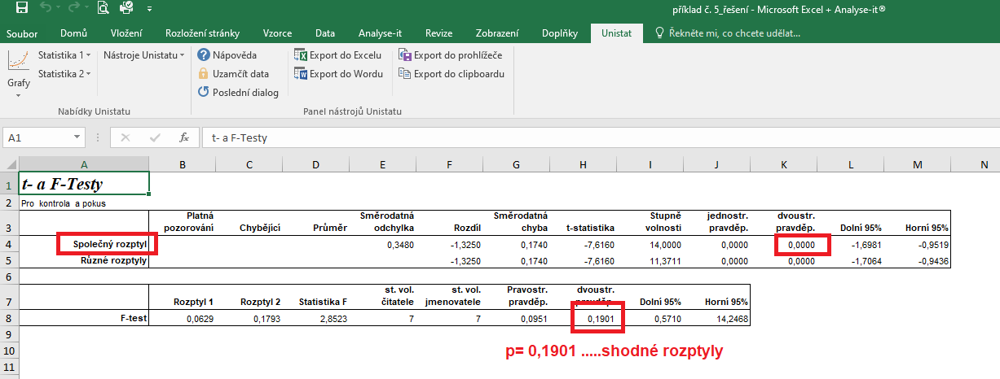 příklad č. 5_řešení - Microsoft Excel + Analyse-it®
Soubor Domů Vložení Rozložení stránky Vzorce Data Analyse-it Revize Zobrazení Doplňky Unistat Řekněte mi, co chcete udělat...
Grafy
Statistika 1 Nástroje Unistatu
Statistika 2
Nabídky Unistatu
Nápověda Export do Excelu Export do prohlížeče
Uzamčít data Export do Wordu Export do clipboardu
Poslední dialog
Panel nástrojů Unistatu
A1 fx t- a F-Testy
A B C D E F G H I J K L M N
1 t- a F-Testy
2 Pro kontrola a pokus
3 Platná pozorování Chybějící Průměr Směrodatná odchylka Rozdíl Směrodatná chyba t-statistika Stupně volnosti jednostr. pravděp. dvoustr. pravděp. Dolní 95% Horní 95%
4 Společný rozptyl 0,3480 -1,3250 0,1740 -7,6160 14,0000 0,0000 0,0000 -1,6981 -0,9519
5 Různé rozptyly -1,3250 0,1740 -7,6160 11,3711 0,0000 0,0000 -1,7064 -0,9436
6
7 Rozptyl 1 Rozptyl 2 Statistika F st. vol. čitatele st. vol. jmenovatele Pravostr. pravděp. dvoustr. pravděp. Dolní 95% Horní 95%
8 F-test 0,0629 0,1793 2,8523 7 7 0,0951 0,1901 0,5710 14,2468
9
10 p= 0,1901 .....shodné rozptyly
11